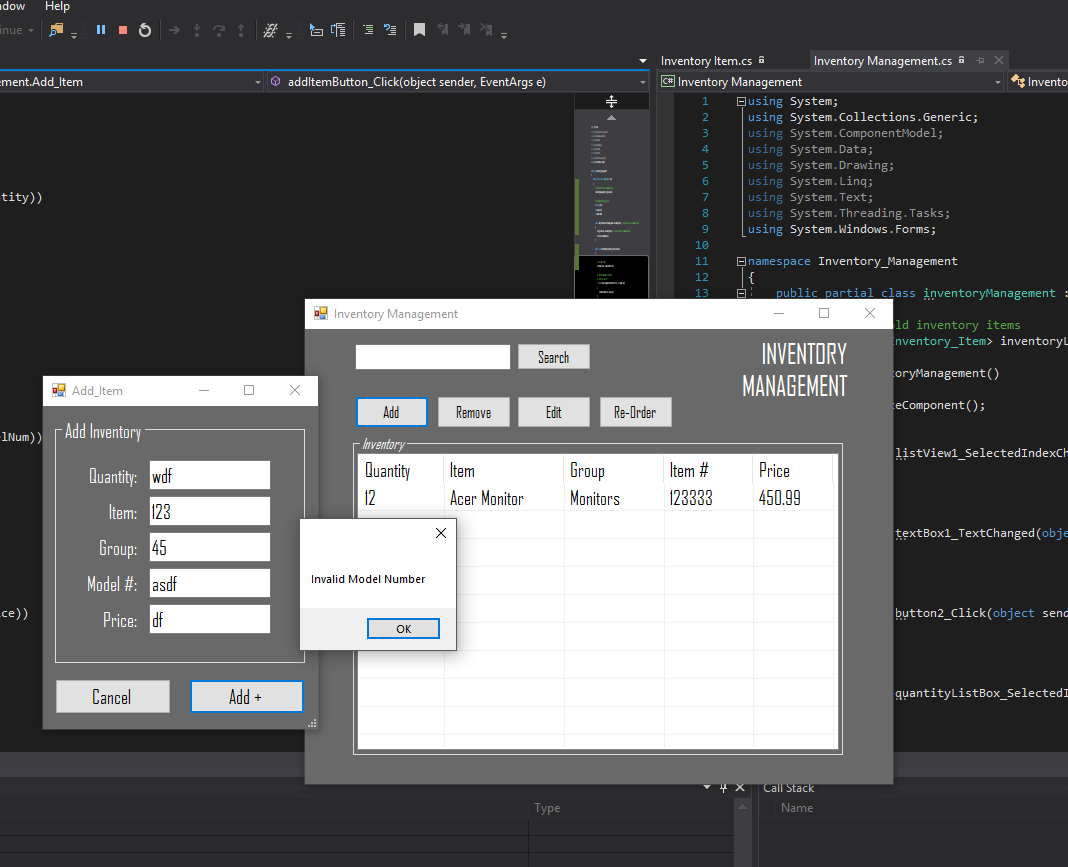 ndow Help
inue
Inventory Item.cs Inventory Management.cs
ement.Add_Item addItemButton_Click(object sender, EventArgs e) Inventory Management Invento
1 using System;
2 using System.Collections.Generic;
3 using System.ComponentModel;
4 using System.Data;
5 using System.Drawing;
6 using System.Linq;
7 using System.Text;
8 using System.Threading.Tasks;
9 using System.Windows.Forms;
10
11 namespace Inventory_Management
12 {
13 public partial class inventoryManagement :
tity))
ld inventory items
nventory_Item> inventoryL
toryManagement()
eComponent();
listView1_SelectedIndexCh
textBox1_TextChanged(obje
button2_Click(object send
quantityListBox_SelectedI
elNum))
ice))
Inventory Management
Search
INVENTORY
MANAGEMENT
Add Remove Edit Re-Order
Inventory
Quantity Item Group Item # Price
12 Acer Monitor Monitors 123333 450.99
Add_Item
Add Inventory
Quantity: wdf
Item: 123
Group: 45
Model #: asdf
Price: df
Cancel Add +
Invalid Model Number
OK
Type
Call Stack
Name